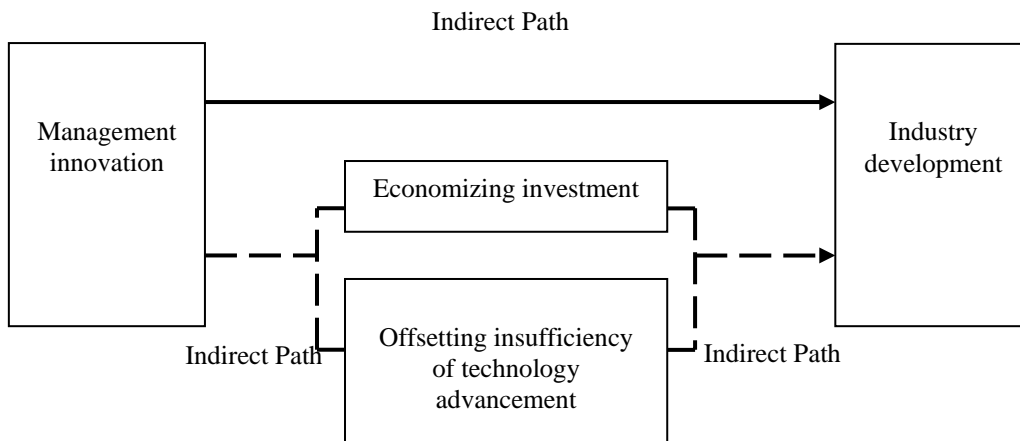 Indirect Path
Management
innovation
Industry
development
Economizing investment
Offsetting insufficiency
of technology
advancement
Indirect Path
Indirect Path